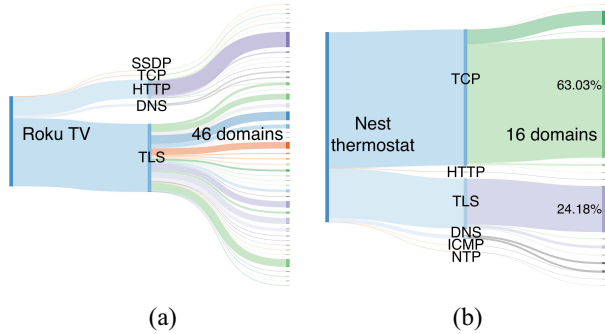 SSDP
TCP
HTTP
DNS
Roku TV
46 domains
TLS
(a)
TCP
63.03%
Nest
thermostat
16 domains
HTTP
TLS
24.18%
DNS
ICMP
NTP
(b)